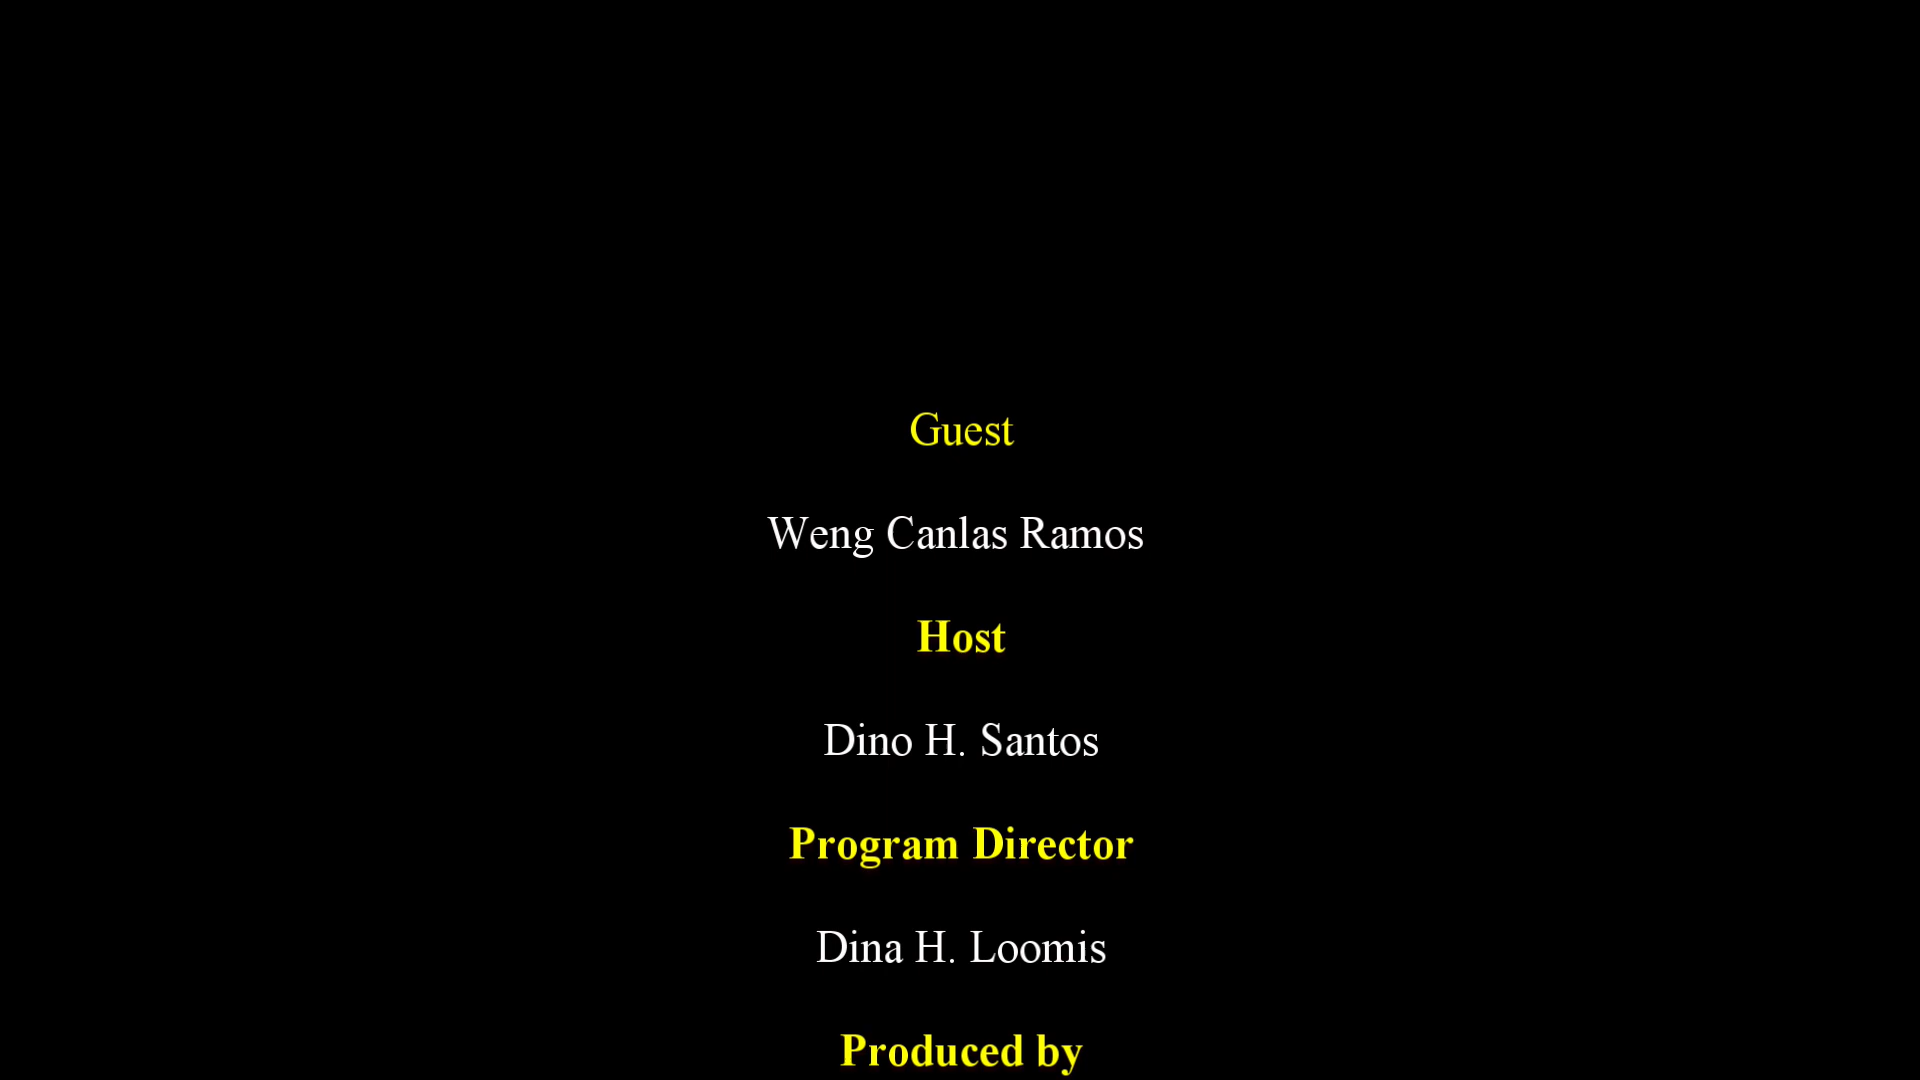 Guest
Weng Canlas Ramos
Host
Dino H. Santos
Program Director
Dina H. Loomis
Produced by